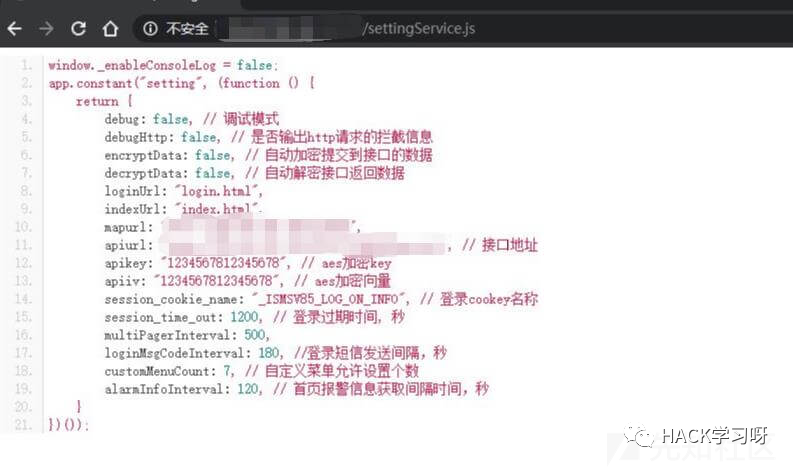 不安全 /settingService.js
1. window._enableConsoleLog = false;
2. app.constant("setting", (function () {
3. return {
4. debug: false, // 调试模式
5. debugHttp: false, // 是否输出http请求的拦截信息
6. encryptData: false, // 自动加密提交到接口的数据
7. decryptData: false, // 自动解密接口返回数据
8. loginUrl: "login.html",
9. indexUrl: "index.html",
10. mapurl: "",
11. apiurl: , // 接口地址
12. apikey: "1234567812345678", // aes加密key
13. apiiv: "1234567812345678", // aes加密向量
14. session_cookie_name: "_ISMSV85_LOG_ON_INFO", // 登录cookey名称
15. session_time_out: 1200, // 登录过期时间, 秒
16. multiPagerInterval: 500,
17. loginMsgCodeInterval: 180, //登录短信发送间隔，秒
18. customMenuCount: 7, // 自定义菜单允许设置个数
19. alarmInfoInterval: 120, // 首页报警信息获取间隔时间，秒
20. }
21. })());
HACK学习呀
先知社区